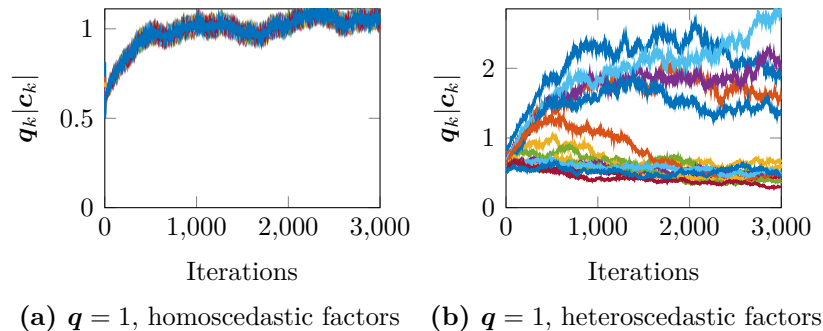 1
0.5
0
q_k|c_k|
0 1,000 2,000 3,000
Iterations
(a) q = 1, homoscedastic factors
2
1
0
q_k|c_k|
0 1,000 2,000 3,000
Iterations
(b) q = 1, heteroscedastic factors